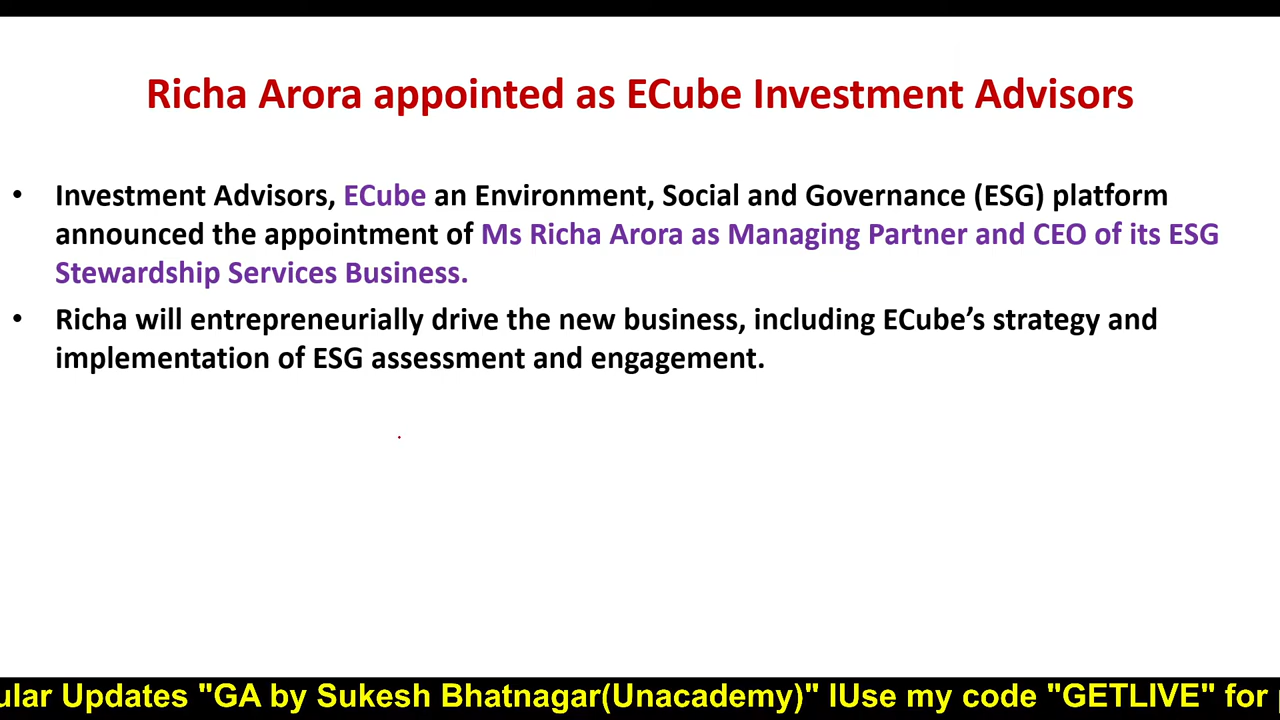 Richa Arora appointed as ECube Investment Advisors
• Investment Advisors, ECube an Environment, Social and Governance (ESG) platform
announced the appointment of Ms Richa Arora as Managing Partner and CEO of its ESG
Stewardship Services Business.
• Richa will entrepreneurially drive the new business, including ECube’s strategy and
implementation of ESG assessment and engagement.
ular Updates "GA by Sukesh Bhatnagar(Unacademy)" IUse my code "GETLIVE" for